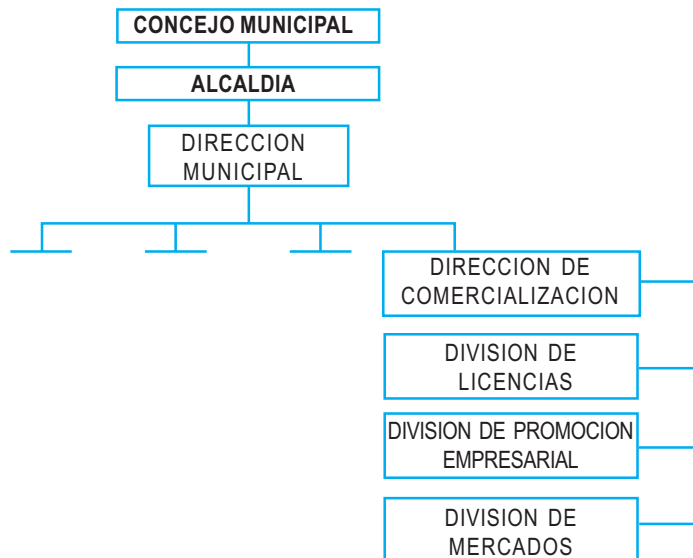 CONCEJO MUNICIPAL
ALCALDIA
DIRECCION
MUNICIPAL
DIRECCION DE
COMERCIALIZACION
DIVISION DE
LICENCIAS
DIVISION DE PROMOCION
EMPRESARIAL
DIVISION DE
MERCADOS